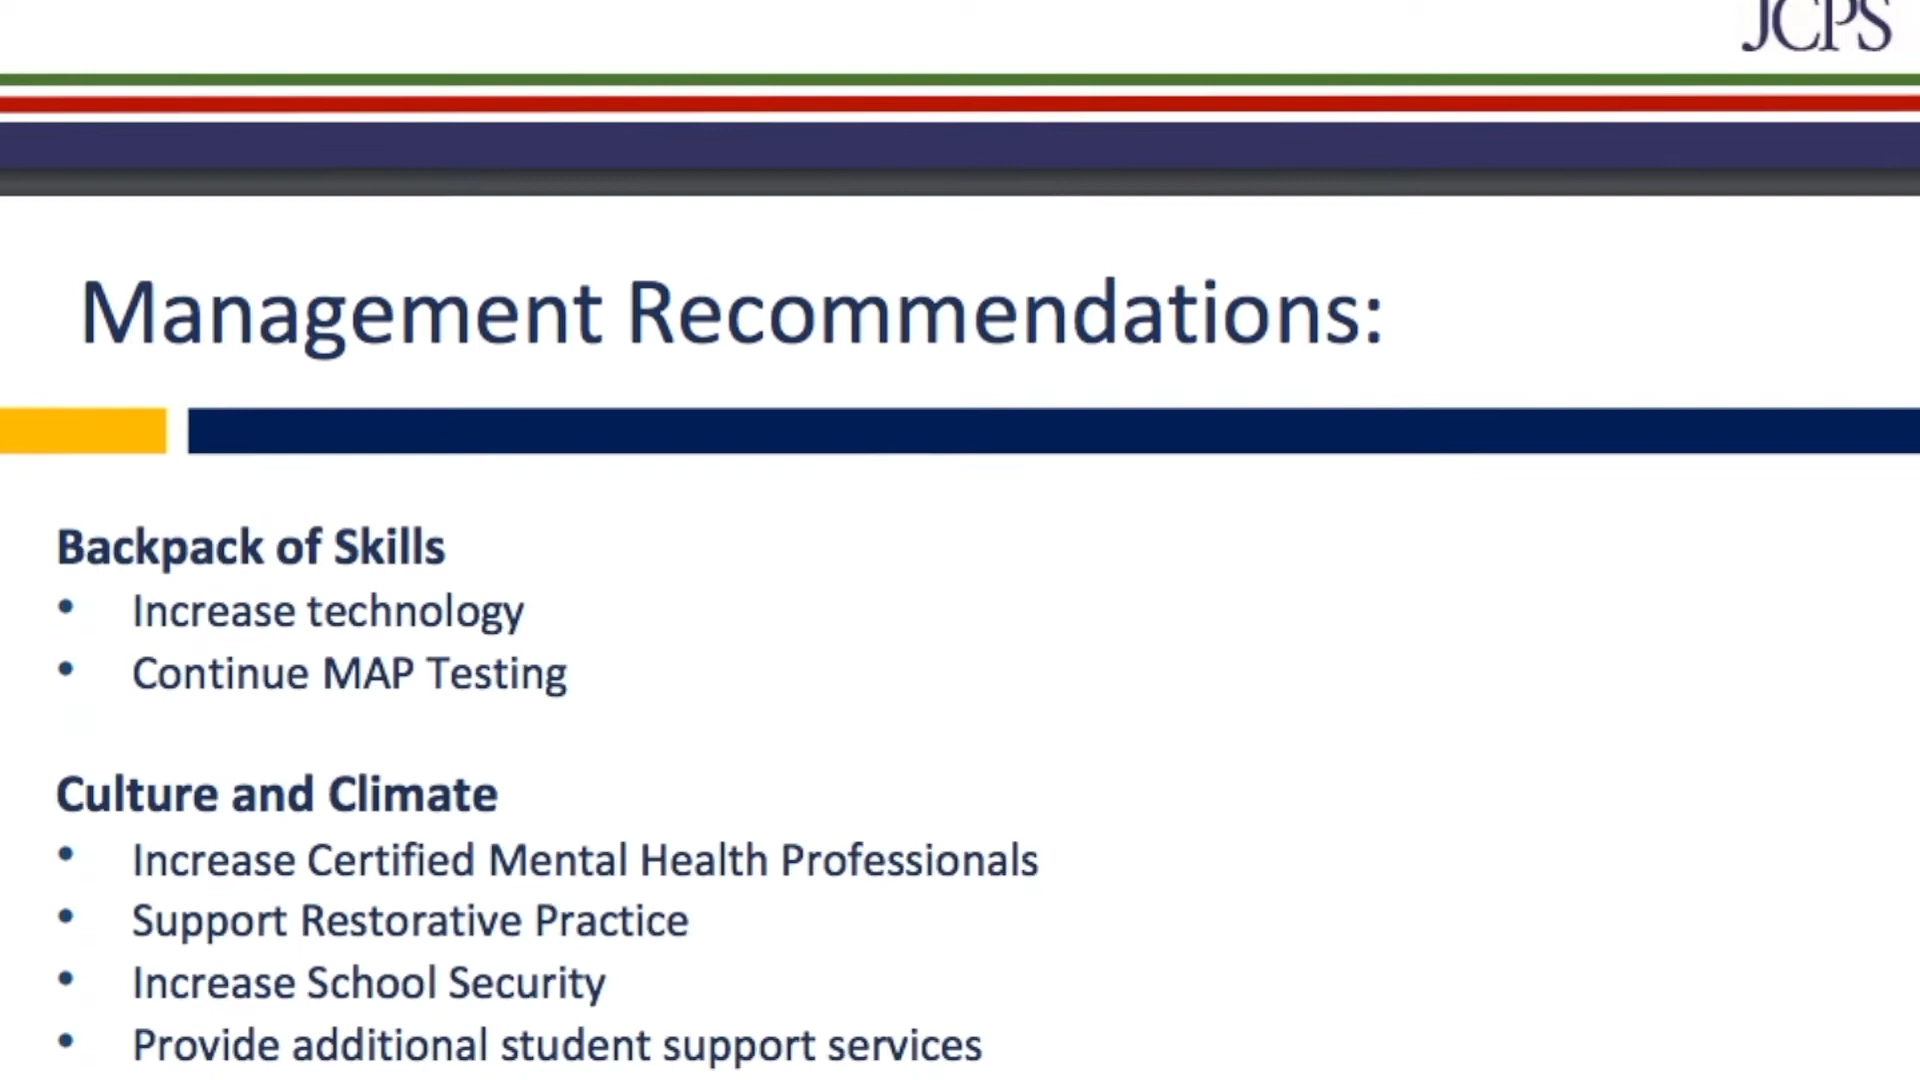 JCPS
Management Recommendations:
Backpack of Skills
• Increase technology
• Continue MAP Testing
Culture and Climate
• Increase Certified Mental Health Professionals
• Support Restorative Practice
• Increase School Security
• Provide additional student support services